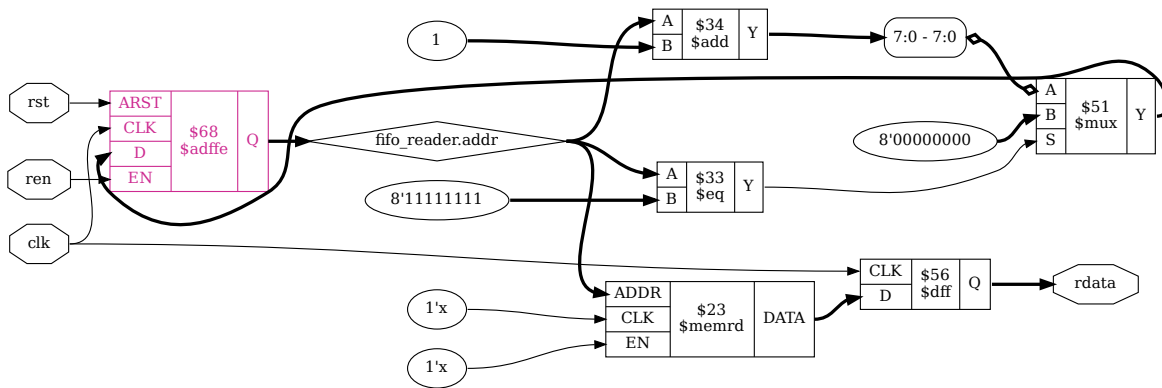 1
A
B
$34
$add
Y
7:0 - 7:0
rst
ren
clk
ARST
CLK
D
EN
$68
$adffe
Q
fifo_reader.addr
8'11111111
A
B
$33
$eq
Y
8'00000000
A
B
S
$51
$mux
Y
1'x
1'x
ADDR
CLK
EN
$23
$memrd
DATA
CLK
D
$56
$dff
Q
rdata